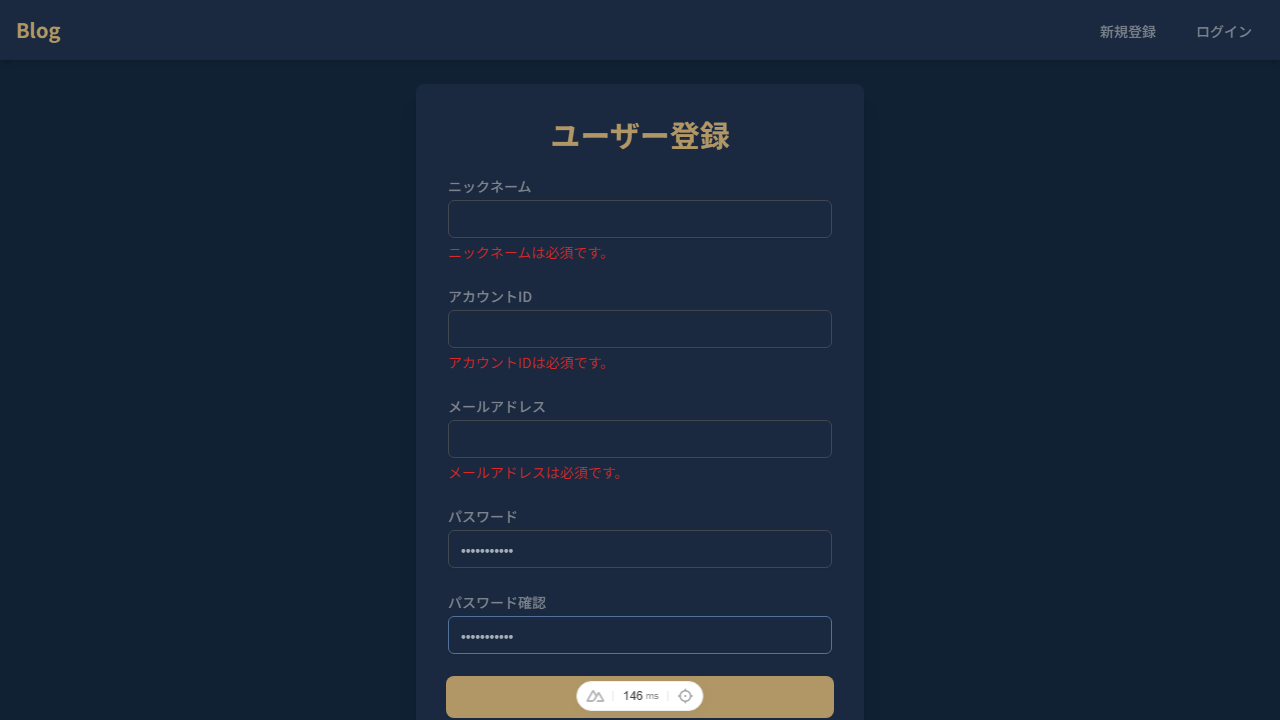 Blog
新規登録
ログイン
ユーザー登録
ニックネーム
ニックネームは必須です。
アカウントID
アカウントIDは必須です。
メールアドレス
メールアドレスは必須です。
パスワード
•••••••••••
パスワード確認
•••••••••••
146 ms